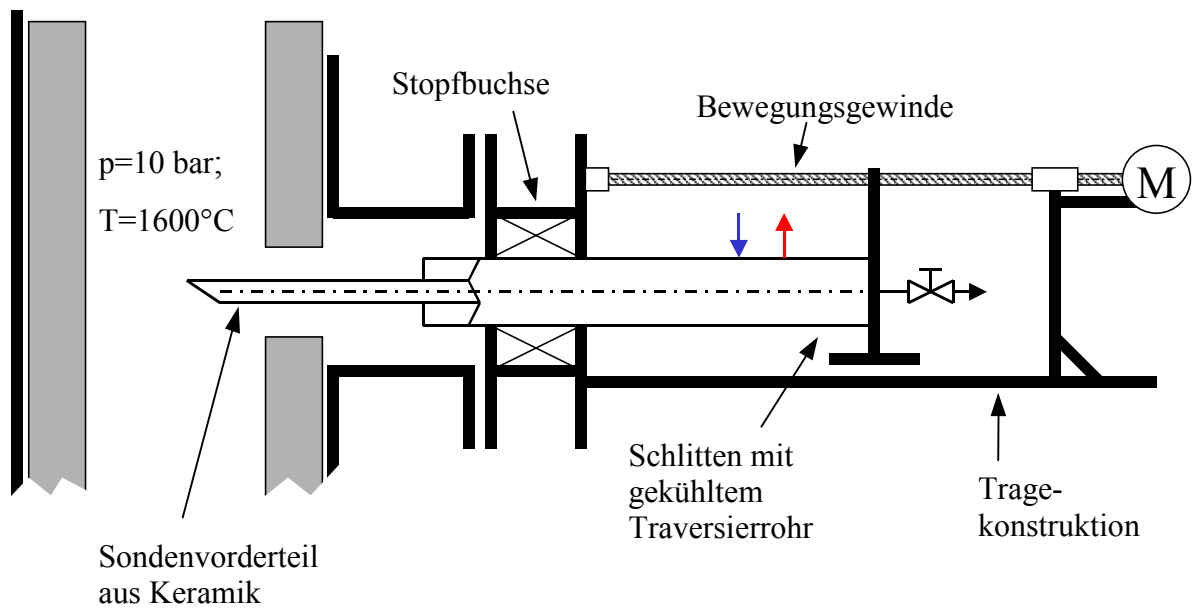 Stopfbuchse
Bewegungsgewinde
p=10 bar;
T=1600°C
M
Schlitten mit
gekühltem
Traversierrohr
Trage-
konstruktion
Sondenvorderteil
aus Keramik